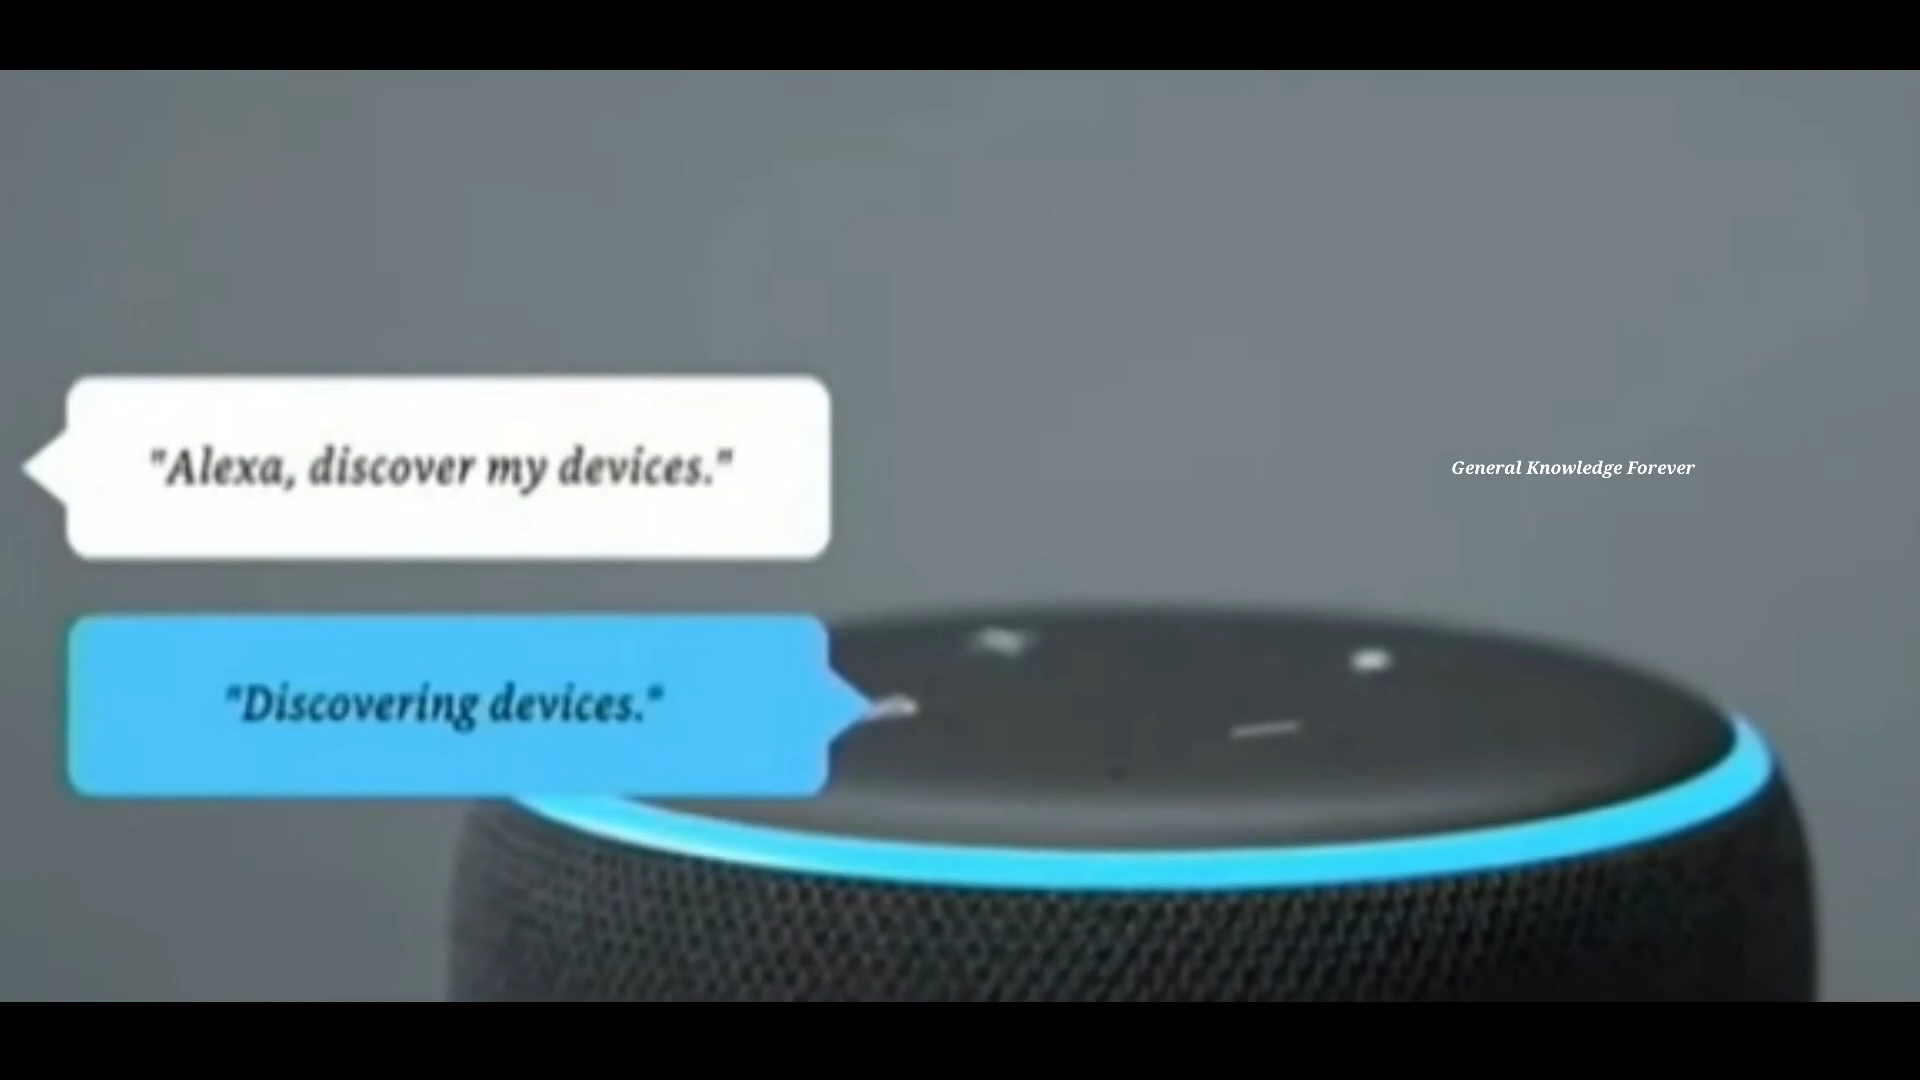 "Alexa, discover my devices."
General Knowledge Forever
"Discovering devices."